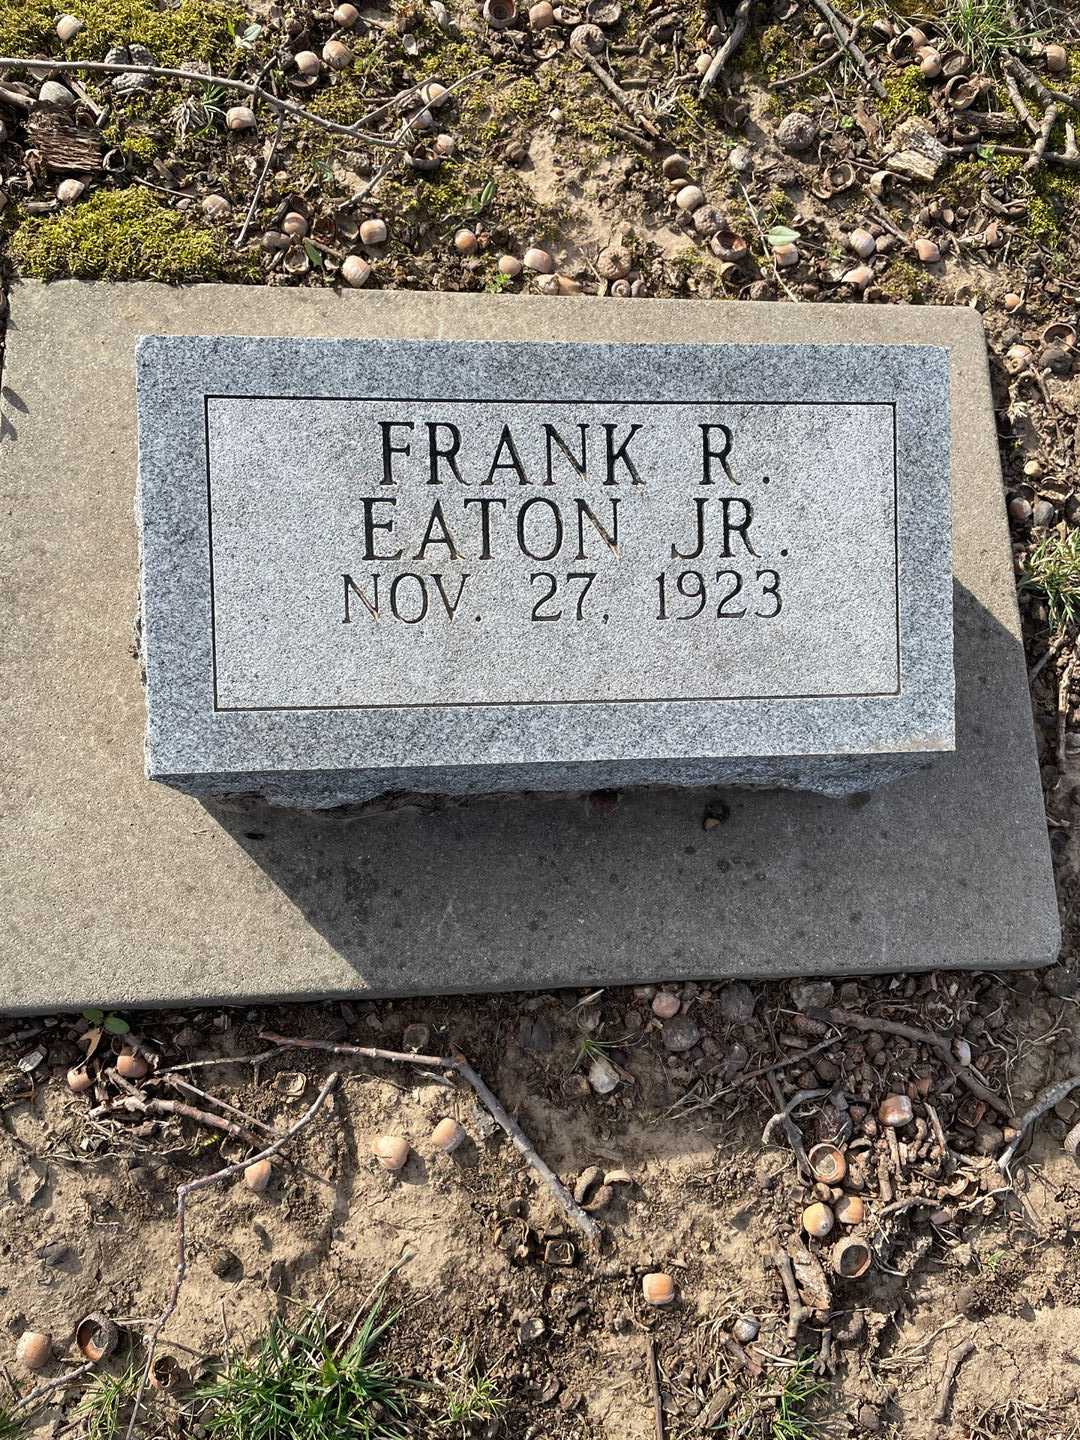 FRANK R.
EATON JR.
NOV. 27, 1923